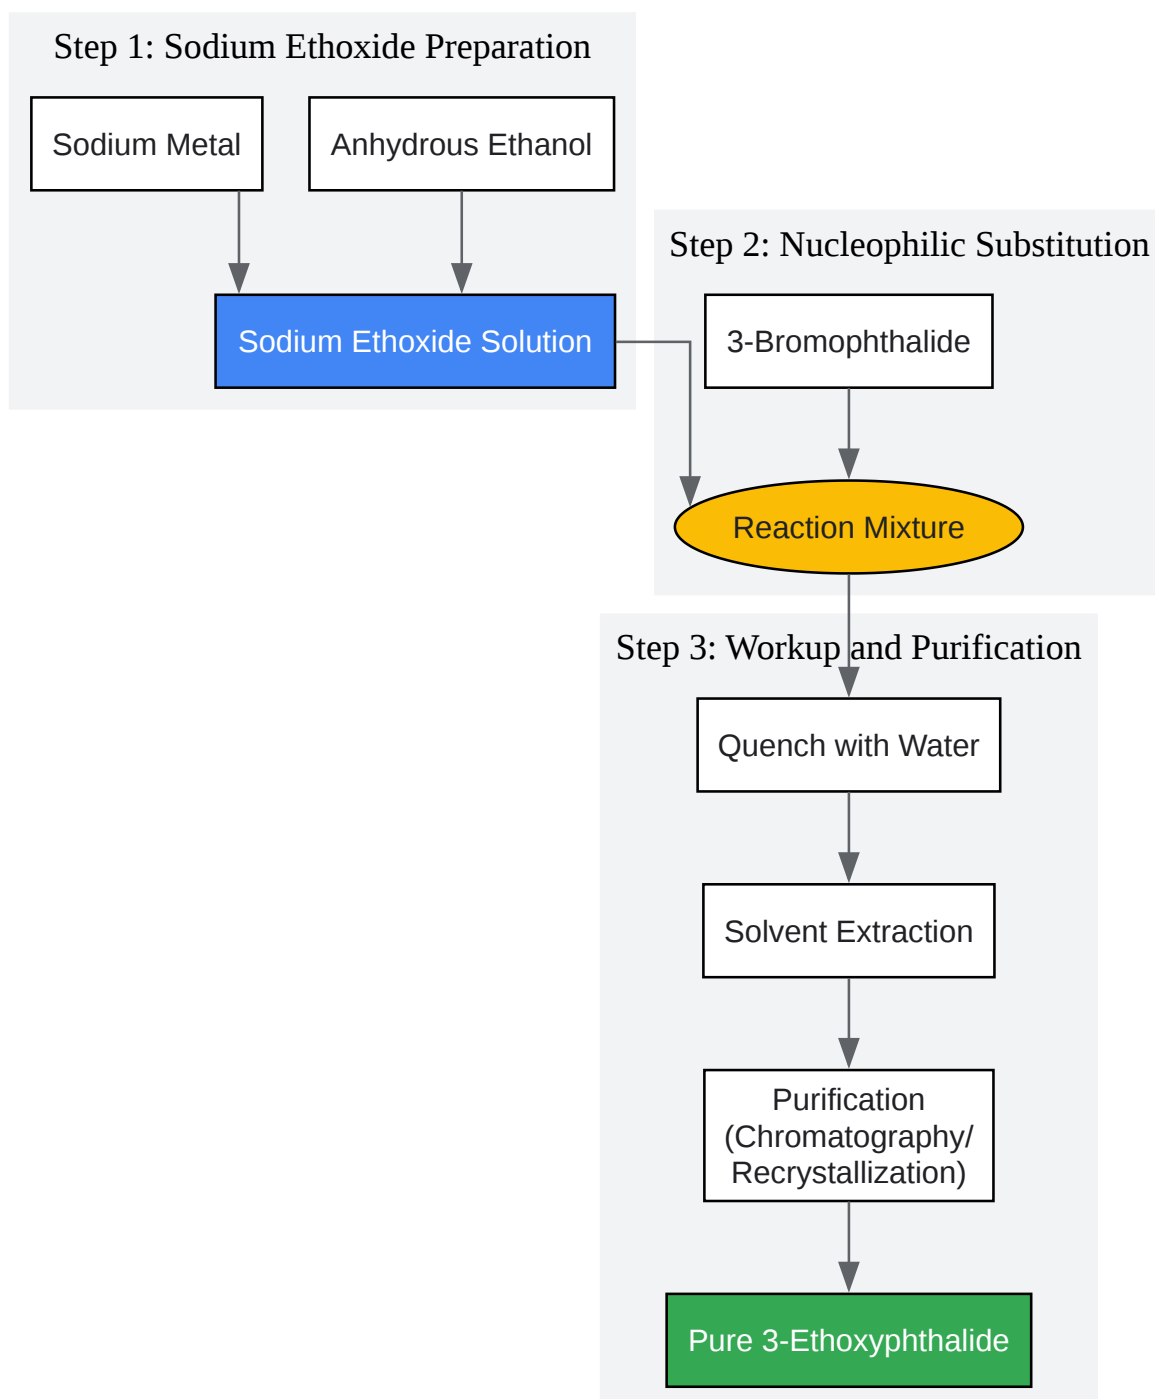 Step 1: Sodium Ethoxide Preparation
Sodium Metal
Anhydrous Ethanol
Sodium Ethoxide Solution
Step 2: Nucleophilic Substitution
3-Bromophthalide
Reaction Mixture
Step 3: Workup and Purification
Quench with Water
Solvent Extraction
Purification
(Chromatography/
Recrystallization)
Pure 3-Ethoxyphthalide